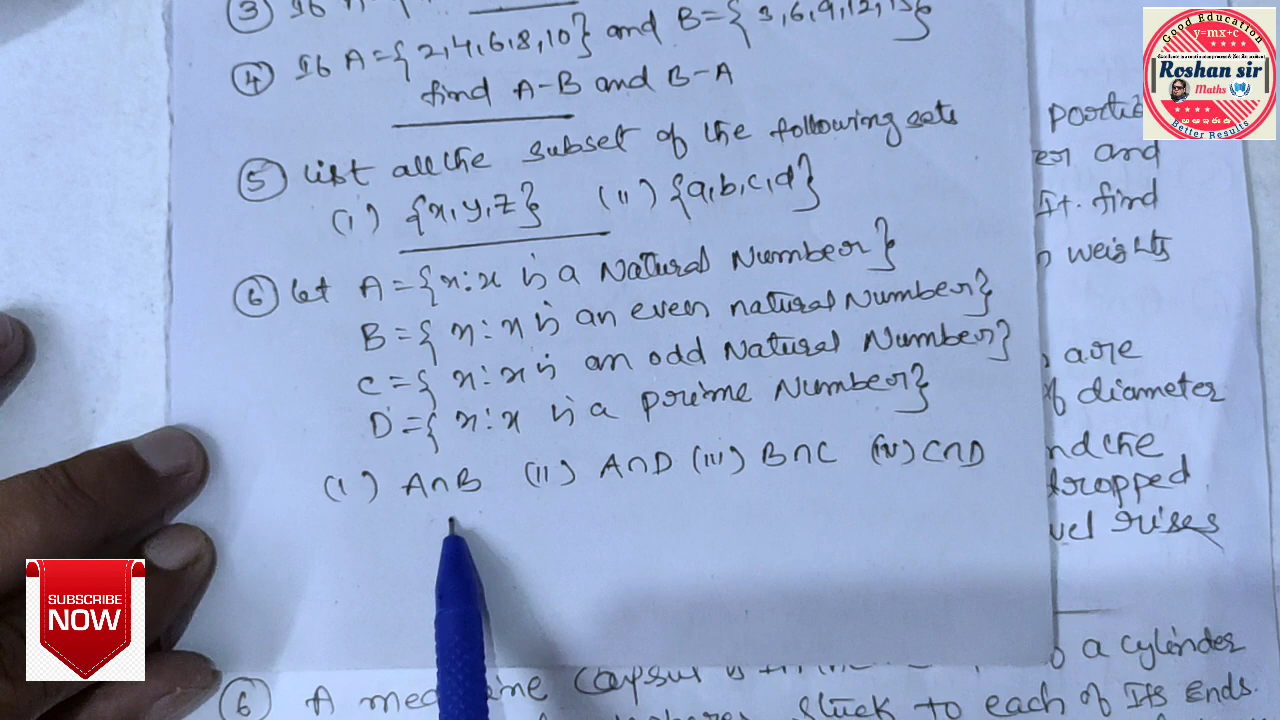 ③ If
④ If A={2,4,6,8,10} and B={3,6,9,12,15}
find A-B and B-A
⑤ List all the subset of the following sets
(i) {x,y,z} (ii) {a,b,c,d}
⑥ Let A={x:x is a Natural Number}
B={x:x is an even natural Number}
C={x:x is an odd Natural Number}
D={x:x is a prime Number}
(i) A∩B (ii) A∩D (iii) B∩C (iv) C∩D
er and
It. find
weights
are
of diameter
nd the
dropped
vel rises
a cylinder
⑥ A
stuck to each of Its Ends.
Good Education
y=mx+c
Roshan sir
Maths
Better Results
SUBSCRIBE
NOW